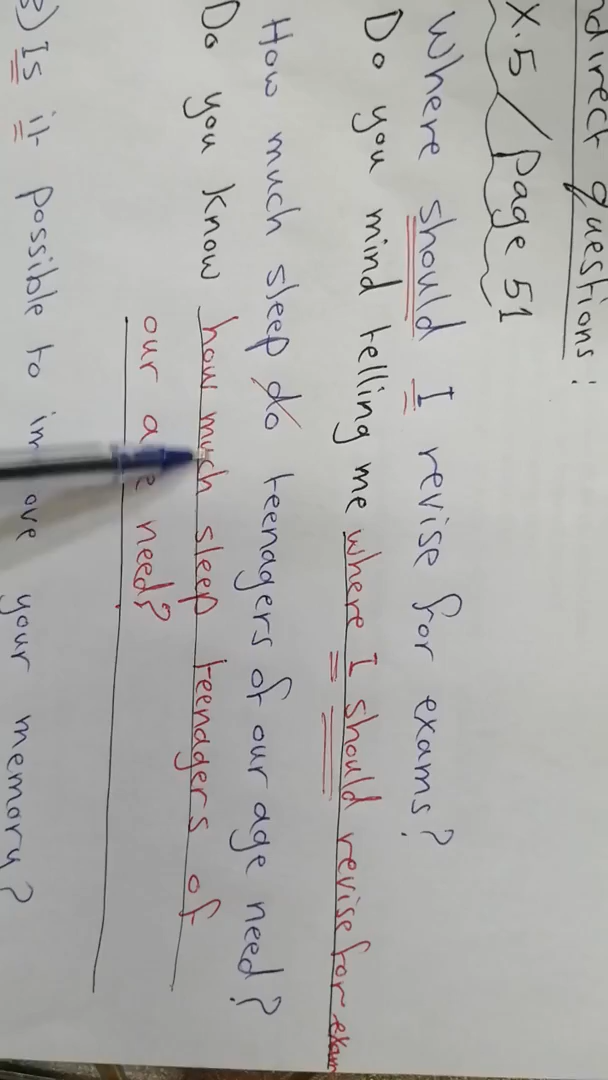 ndirect questions:
x.5/page 51
Where should I revise for exams?
Do you mind telling me where I should revise for exam
How much sleep do teenagers of our age need?
Do you know how much sleep teenagers of
our need?
3) Is it possible to your memory?